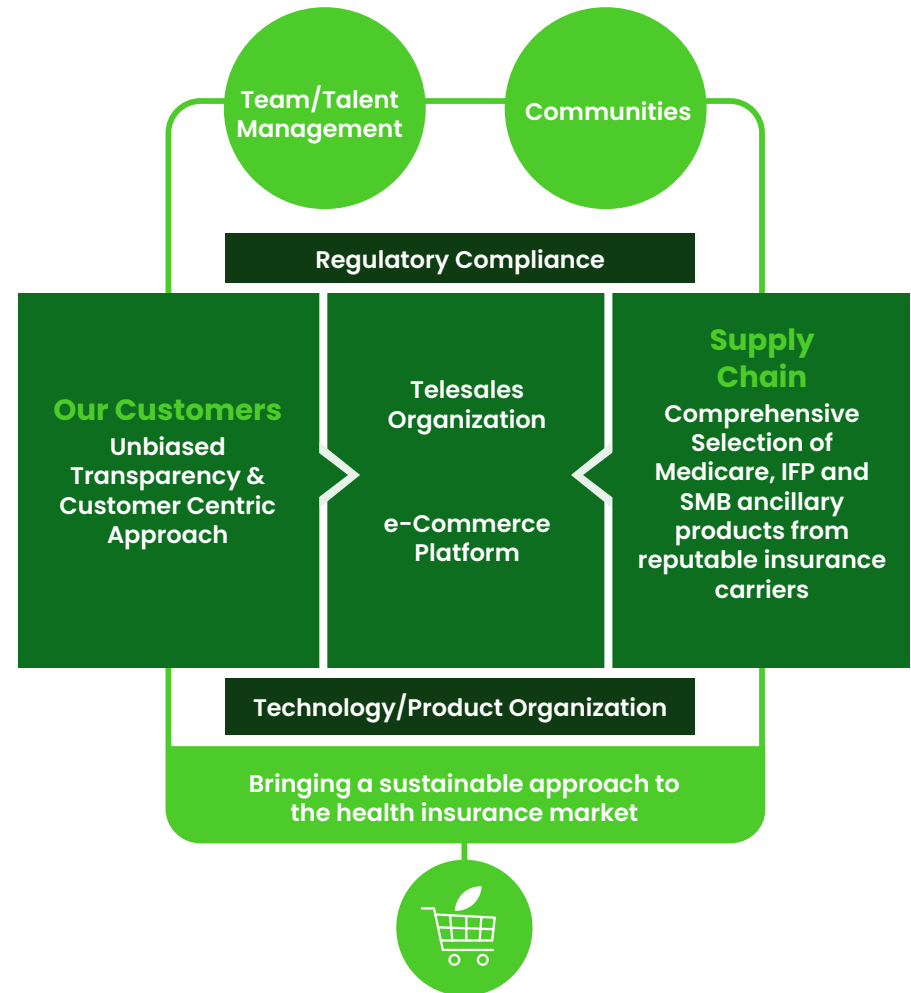 Team/Talent
Management
Communities
Regulatory Compliance
Our Customers
Unbiased
Transparency &
Customer Centric
Approach
Telesales
Organization
e-Commerce
Platform
Supply
Chain
Comprehensive
Selection of
Medicare, IFP and
SMB ancillary
products from
reputable insurance
carriers
Technology/Product Organization
Bringing a sustainable approach to
the health insurance market